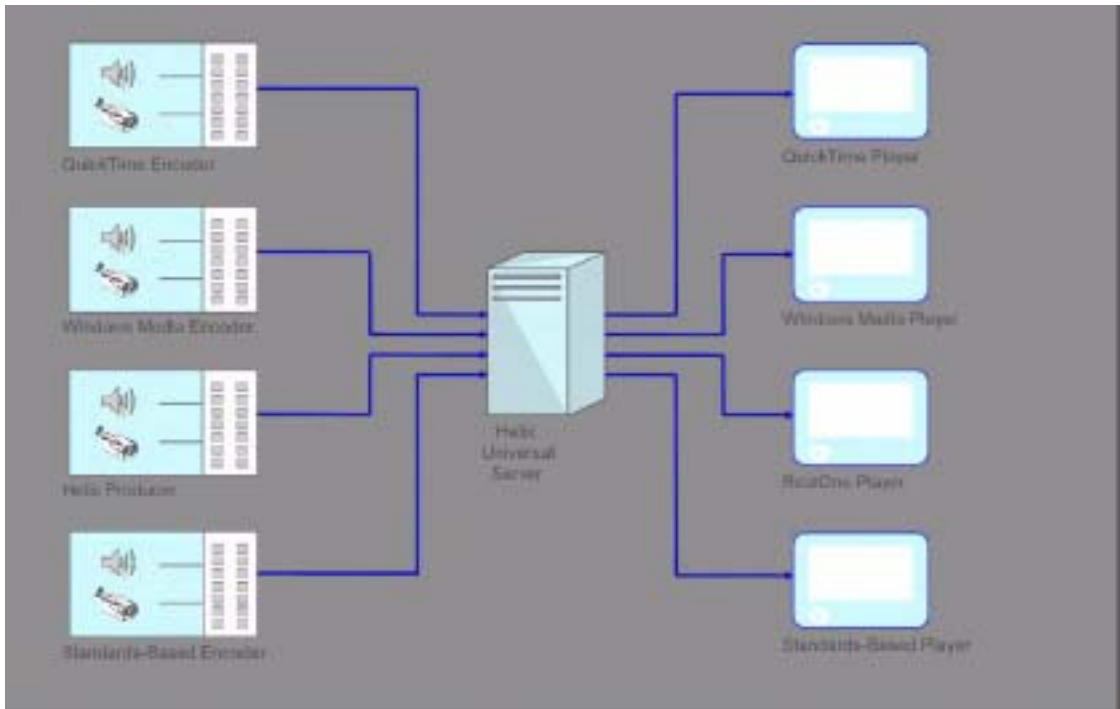 QuickTime Encoder
QuickTime Player
Windows Media Encoder
Windows Media Player
Helix
Universal
Server
Helix Producer
RealOne Player
Standards-Based Encoder
Standards-Based Player